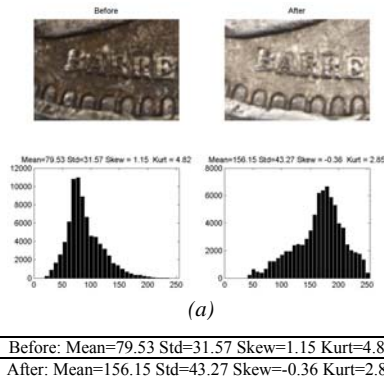 Before After
BARRE BARRE
Mean=79.53 Std=31.57 Skew = 1.15 Kurt = 4.82 Mean=156.15 Std=43.27 Skew = -0.36 Kurt = 2.85
12000 8000
10000
8000 6000
6000 4000
4000 2000
2000
0 0
0 50 100 150 200 250 0 50 100 150 200 250
(a)
Before: Mean=79.53 Std=31.57 Skew=1.15 Kurt=4.8
After: Mean=156.15 Std=43.27 Skew=-0.36 Kurt=2.8